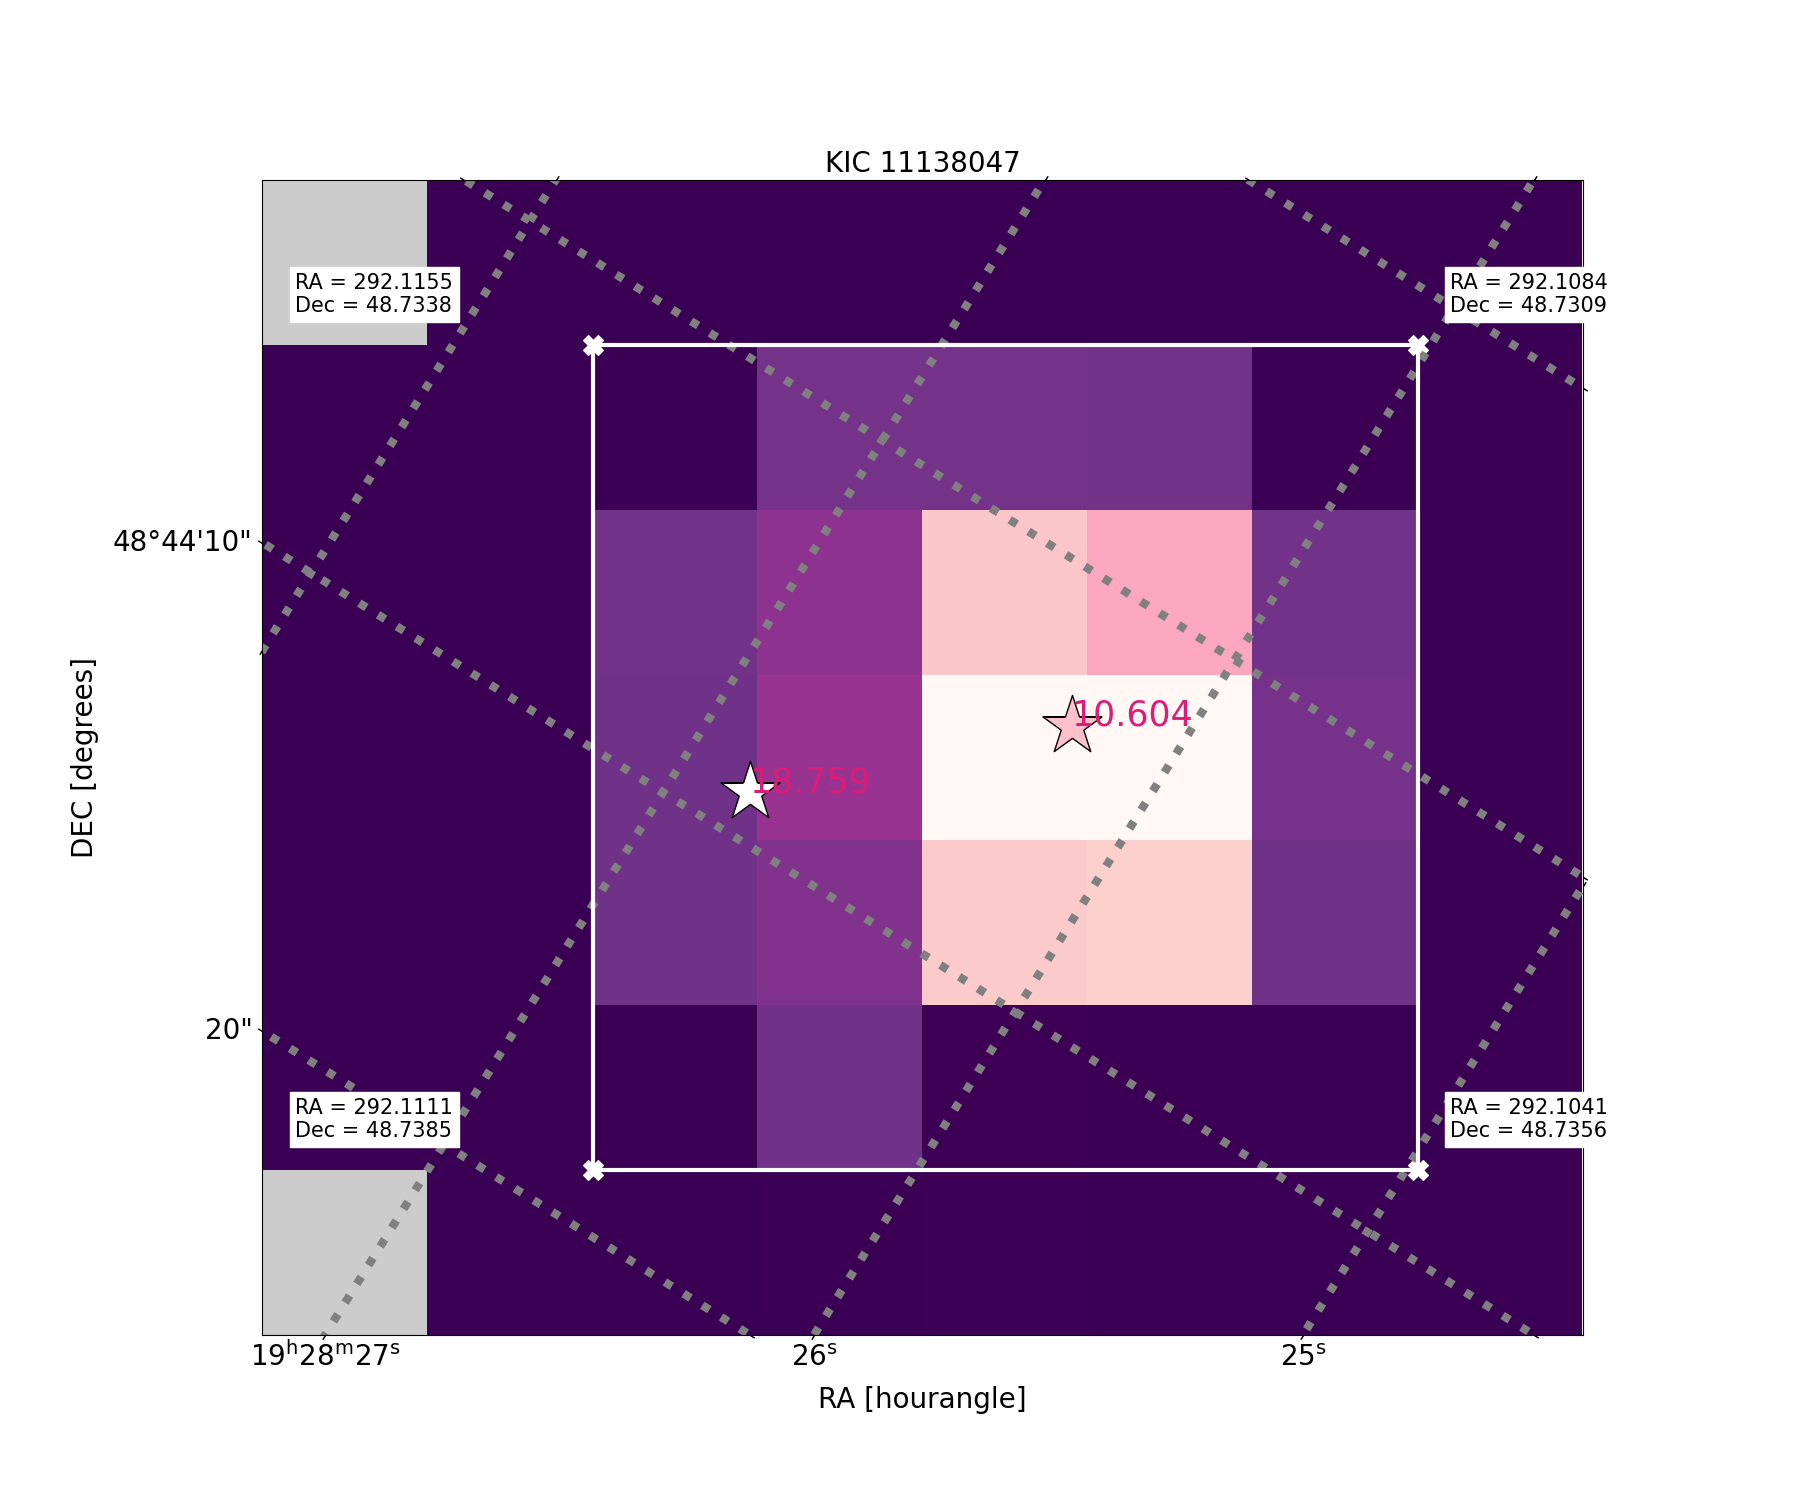 KIC 11138047
RA = 292.1155
Dec = 48.7338
RA = 292.1084
Dec = 48.7309
48°44'10"
10.604
18.759
DEC [degrees]
20"
RA = 292.1111
Dec = 48.7385
RA = 292.1041
Dec = 48.7356
19ʰ28ᵐ27ˢ
26ˢ
25ˢ
RA [hourangle]